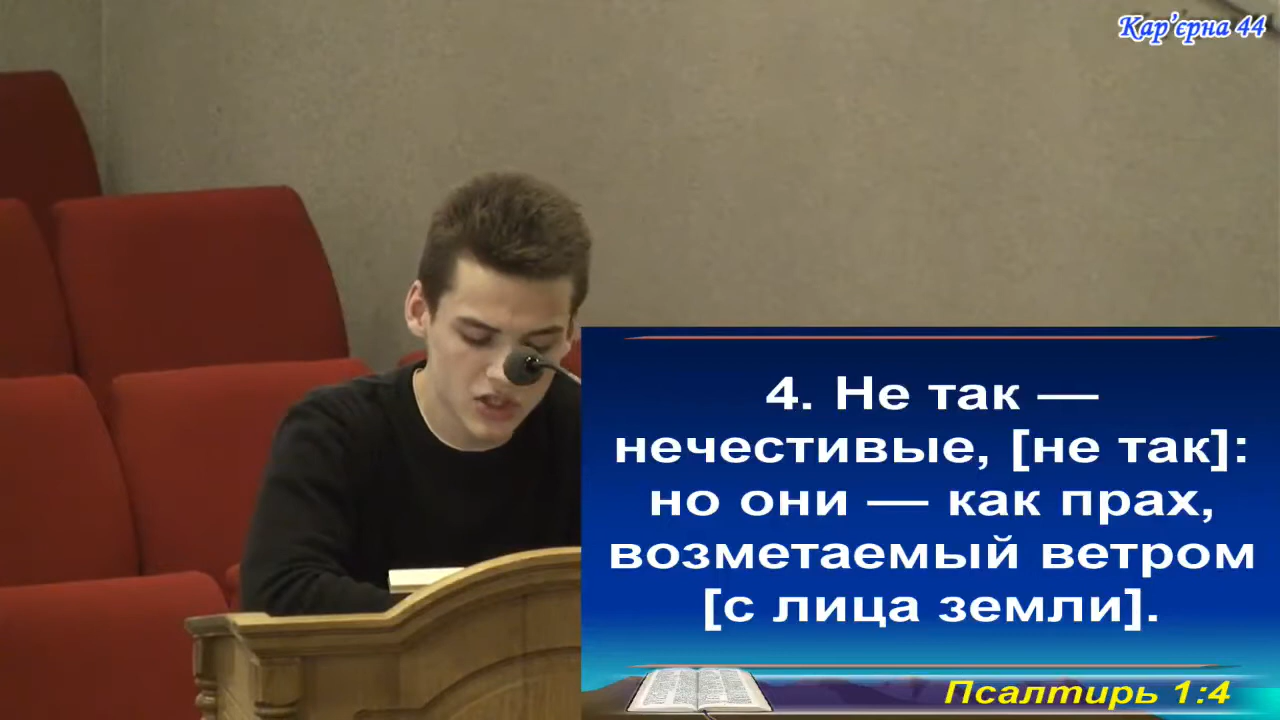 Кар'єрна 44
4. Не так —
нечестивые, [не так]:
но они — как прах,
возметаемый ветром
[с лица земли].
Псалтирь 1:4